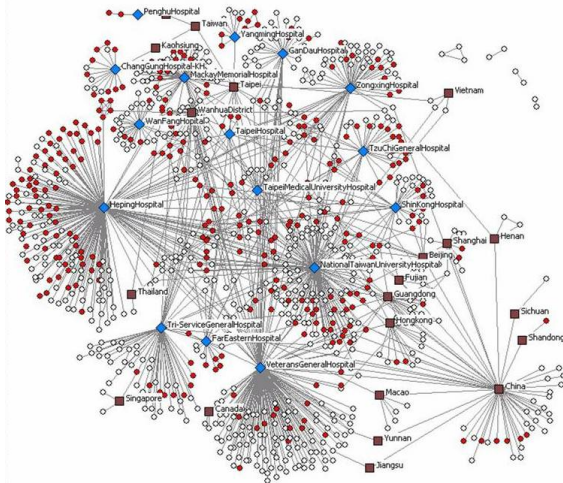 PenghuHospital
Taiwan
YangmingHospital
Kaohsiung
GanDauHospital
ChangGungHospital-KH
MackayMemorialHospital
Taipei
ZongxingHospital
Vietnam
WanhuaDistrict
WanFangHopital
TaipeiHospital
TzuChiGeneralHospital
TaipeiMedicalUniversityHospital
HepingHospital
ShinKongHospital
Shanghai
Henan
Beijing
NationalTaiwanUniversityHospital
Fujian
Thailand
Guangdong
Sichuan
Hongkong
Tri-ServiceGeneralHospital
FarEasternHospital
Shandong
VeteransGeneralHospital
China
Macao
Singapore
Canada
Yunnan
Jiangsu